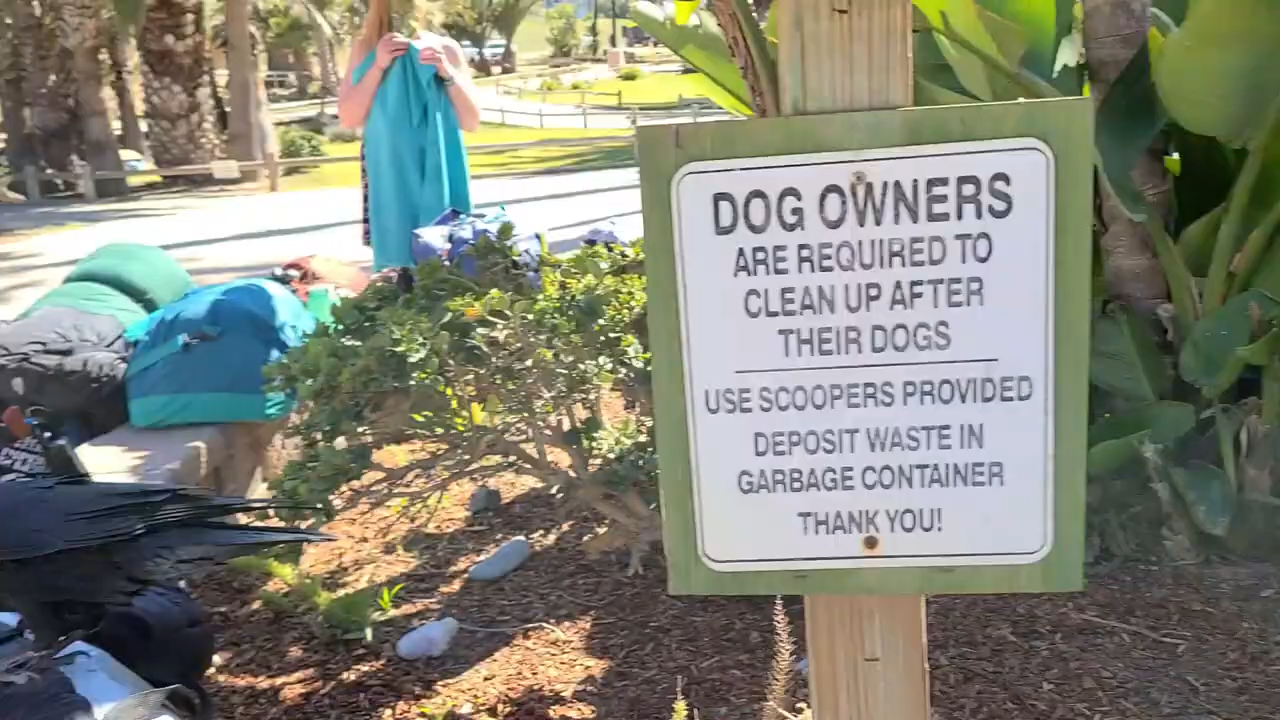 DOG OWNERS
ARE REQUIRED TO
CLEAN UP AFTER
THEIR DOGS
USE SCOOPERS PROVIDED
DEPOSIT WASTE IN
GARBAGE CONTAINER
THANK YOU!